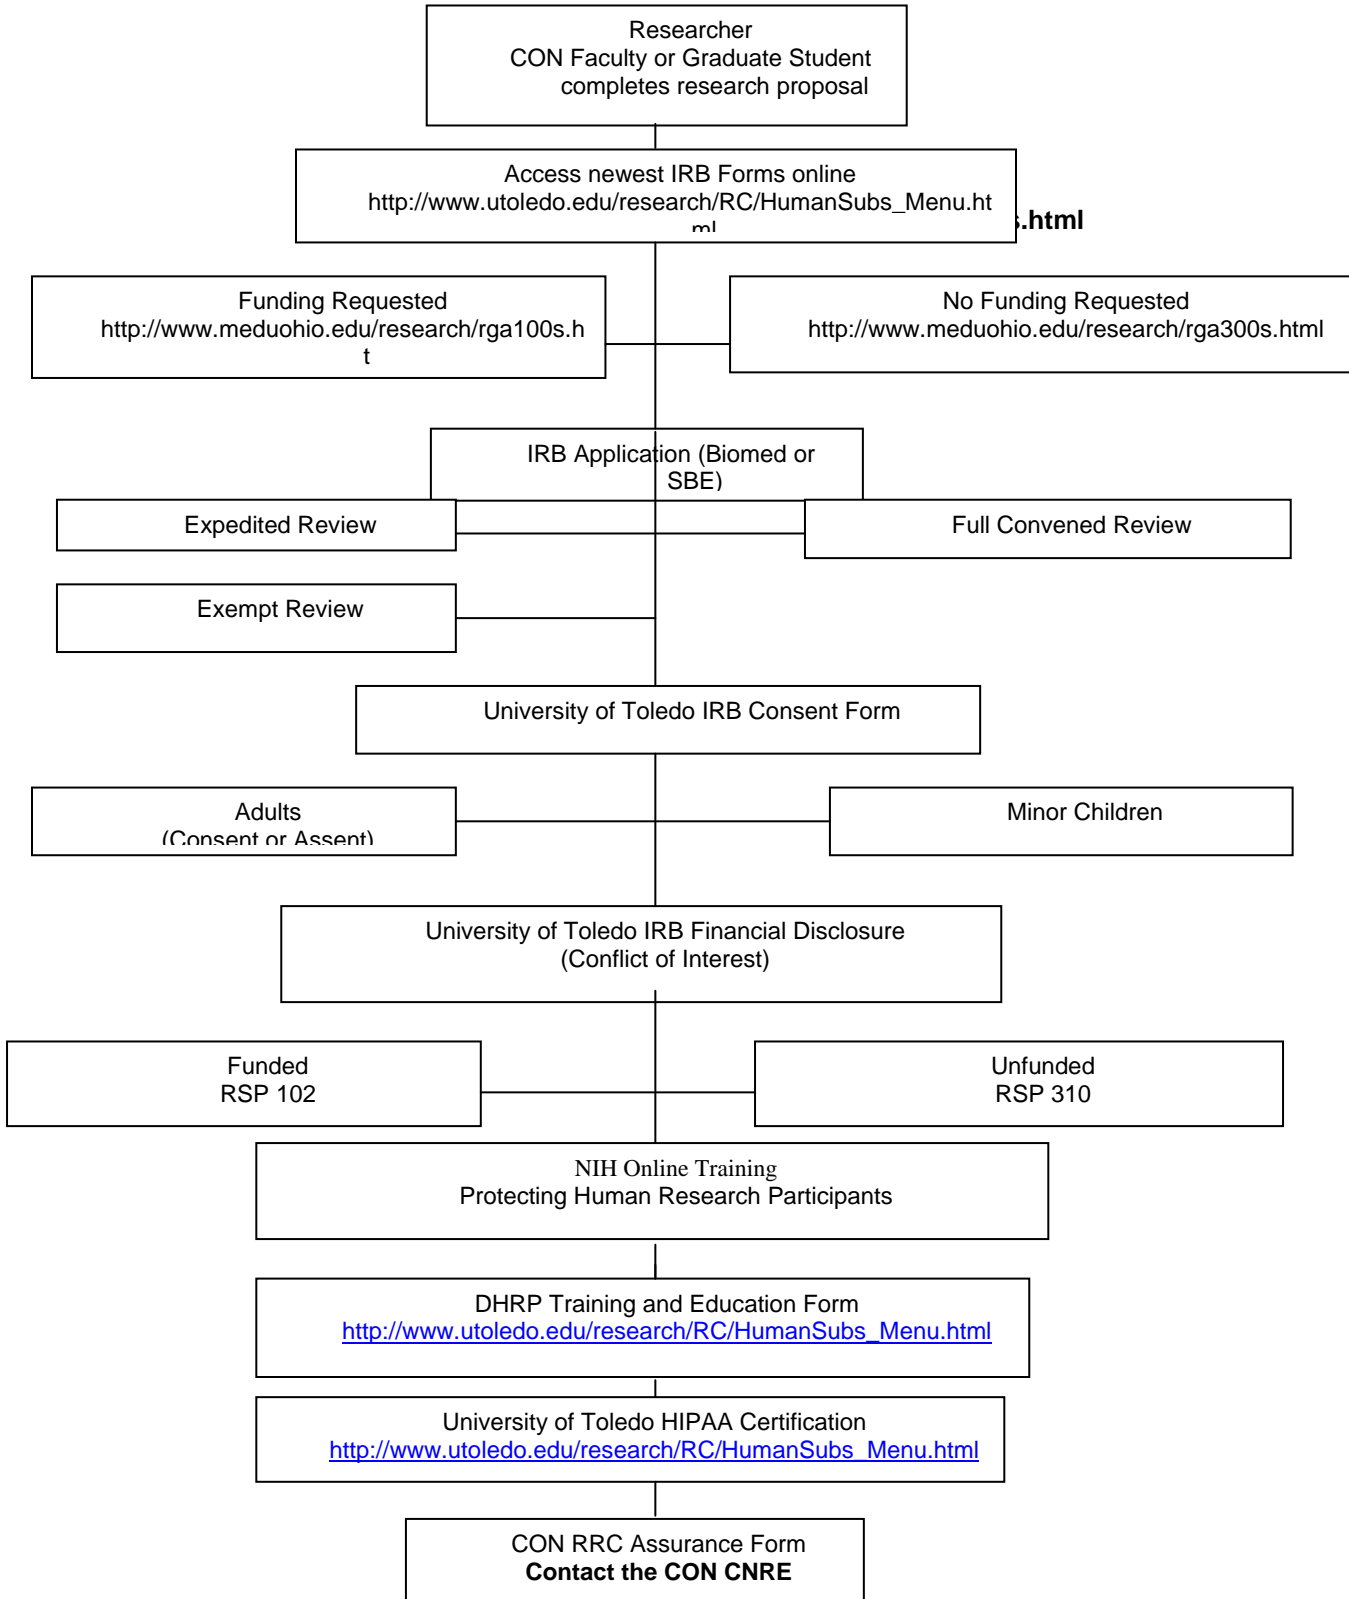 Researcher
CON Faculty or Graduate Student
completes research proposal
Access newest IRB Forms online
http://www.utoledo.edu/research/RC/HumanSubs_Menu.ht
ml
s.html
Funding Requested
http://www.meduohio.edu/research/rga100s.h
t
No Funding Requested
http://www.meduohio.edu/research/rga300s.html
IRB Application (Biomed or
SBE)
Expedited Review
Full Convened Review
Exempt Review
University of Toledo IRB Consent Form
Adults
(Consent or Assent)
Minor Children
University of Toledo IRB Financial Disclosure
(Conflict of Interest)
Funded
RSP 102
Unfunded
RSP 310
NIH Online Training
Protecting Human Research Participants
DHRP Training and Education Form
http://www.utoledo.edu/research/RC/HumanSubs_Menu.html
University of Toledo HIPAA Certification
http://www.utoledo.edu/research/RC/HumanSubs_Menu.html
CON RRC Assurance Form
Contact the CON CNRE